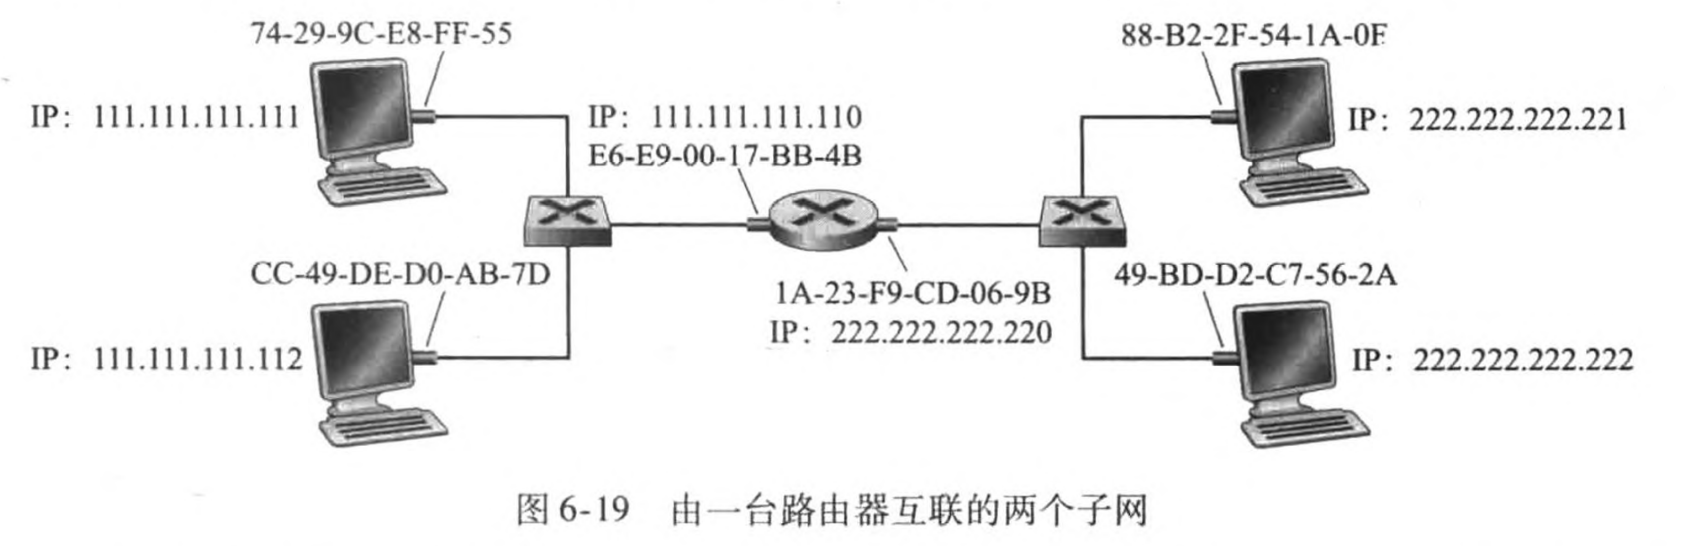 74-29-9C-E8-FF-55
88-B2-2F-54-1A-0F
IP: 111.111.111.111
IP: 111.111.111.110
E6-E9-00-17-BB-4B
IP: 222.222.222.221
CC-49-DE-D0-AB-7D
1A-23-F9-CD-06-9B
IP: 222.222.222.220
49-BD-D2-C7-56-2A
IP: 111.111.111.112
IP: 222.222.222.222
图6-19 由一台路由器互联的两个子网